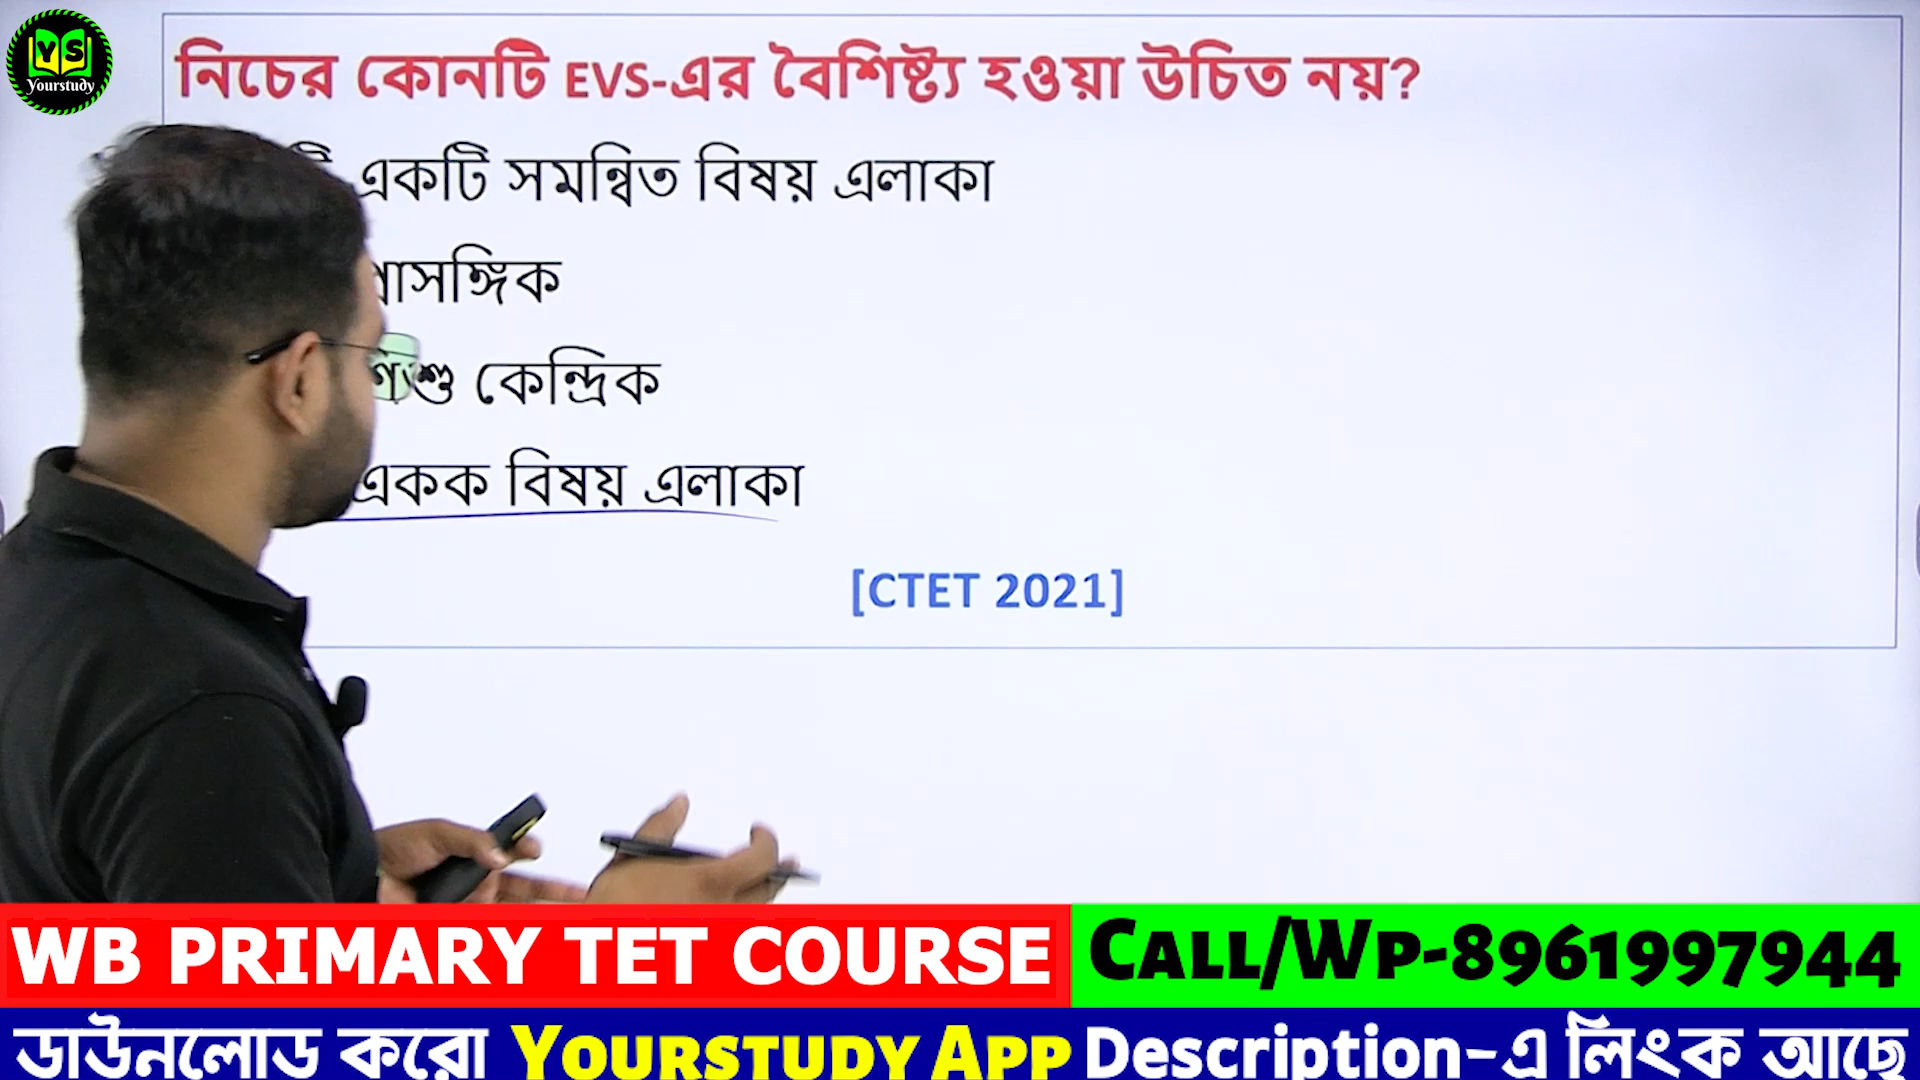 YS
Yourstudy
নিচের কোনটি EVS-এর বৈশিষ্ট্য হওয়া উচিত নয়?
একটি সমন্বিত বিষয় এলাকা
প্রাসঙ্গিক
শিশু কেন্দ্রিক
একক বিষয় এলাকা
[CTET 2021]
WB PRIMARY TET COURSE
CALL/WP-8961997944
ডাউনলোড করো YOURSTUDY APP Description-এ লিংক আছে